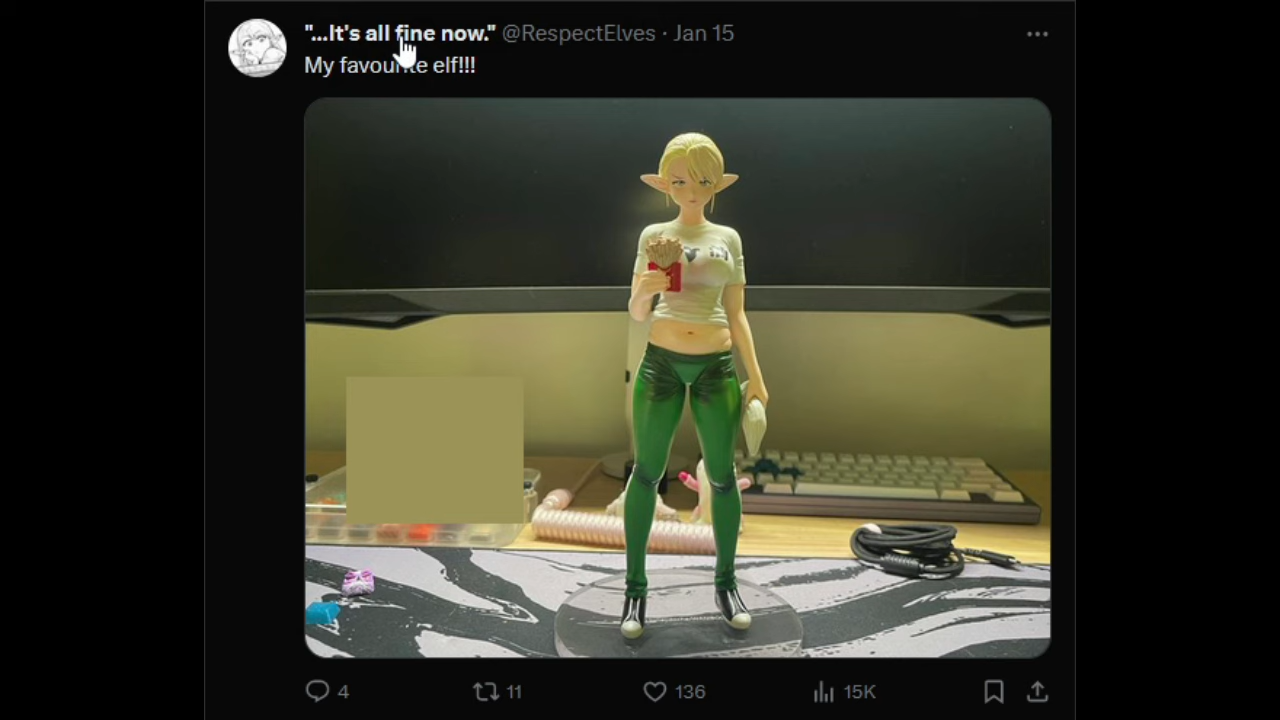 "...It's all fine now." @RespectElves · Jan 15
My favourite elf!!!
4 11 136 15K